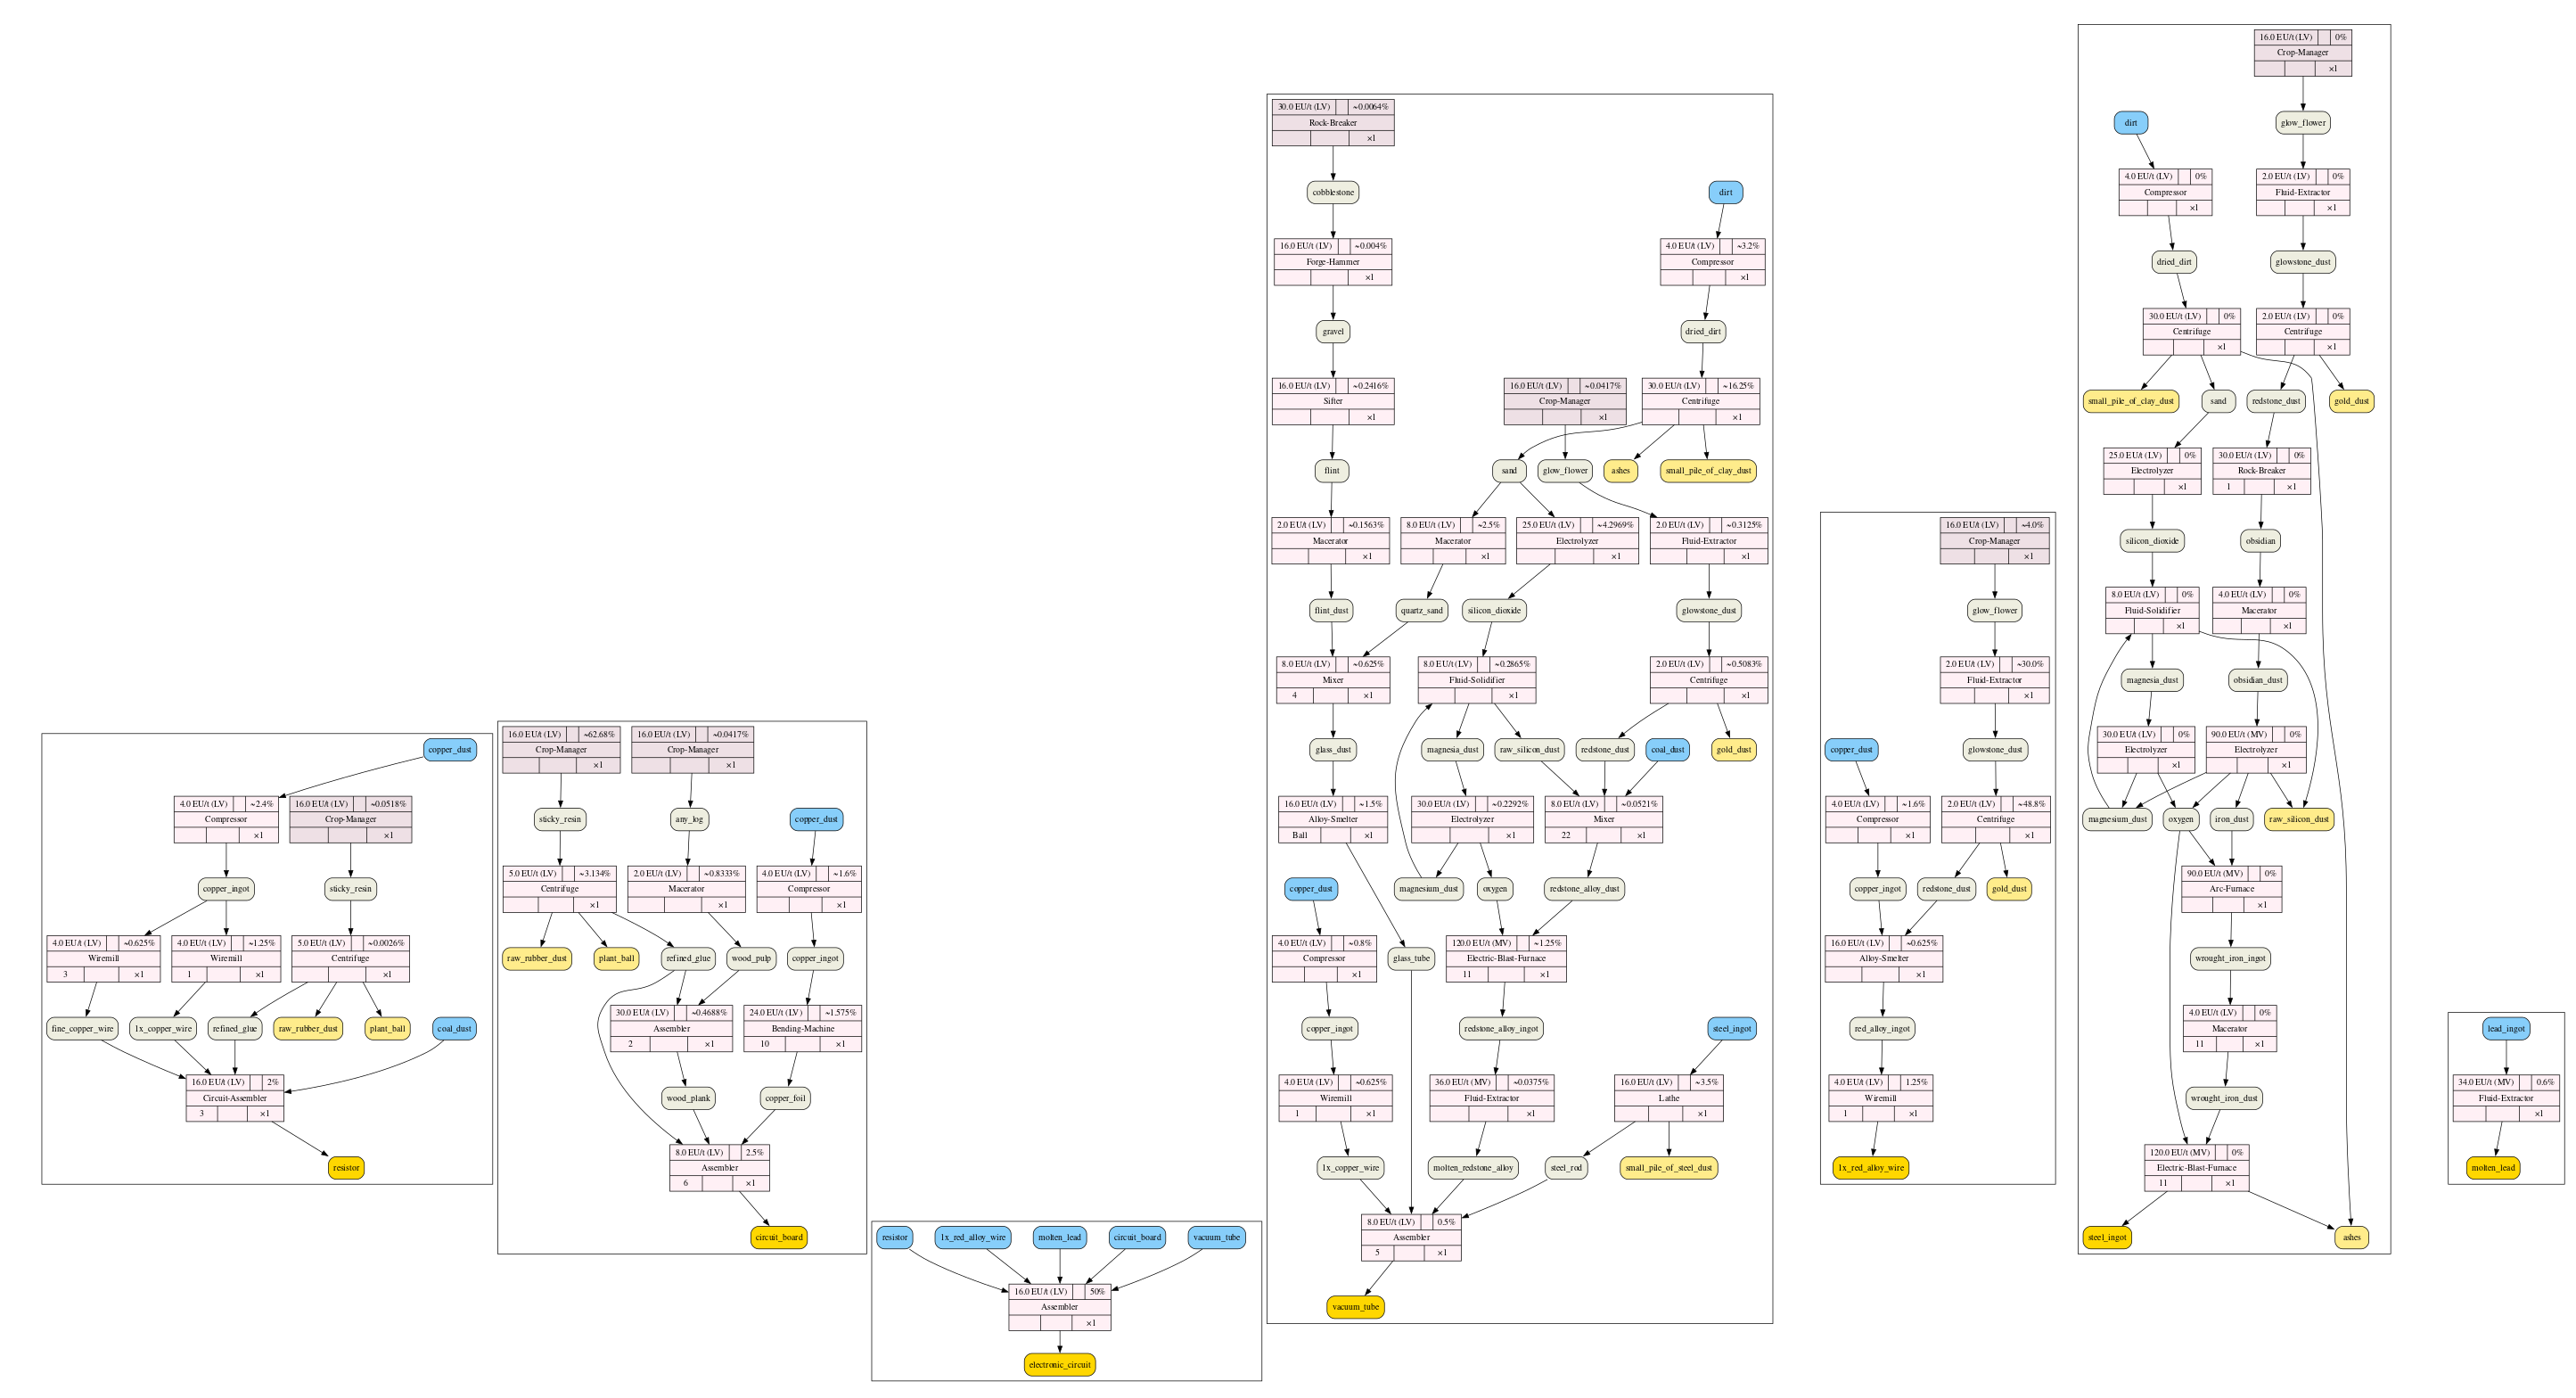 copper_dust
4.0 EU/t (LV) ~2.4%
Compressor
×1
16.0 EU/t (LV) ~0.0518%
Crop-Manager
×1
copper_ingot
sticky_resin
4.0 EU/t (LV) ~0.625%
Wiremill
3 ×1
4.0 EU/t (LV) ~1.25%
Wiremill
1 ×1
5.0 EU/t (LV) ~0.0026%
Centrifuge
×1
fine_copper_wire
1x_copper_wire
refined_glue
raw_rubber_dust
plant_ball
coal_dust
16.0 EU/t (LV) 2%
Circuit-Assembler
3 ×1
resistor
16.0 EU/t (LV) ~62.68%
Crop-Manager
×1
16.0 EU/t (LV) ~0.0417%
Crop-Manager
×1
sticky_resin
any_log
copper_dust
5.0 EU/t (LV) ~3.134%
Centrifuge
×1
2.0 EU/t (LV) ~0.8333%
Macerator
×1
4.0 EU/t (LV) ~1.6%
Compressor
×1
raw_rubber_dust
plant_ball
refined_glue
wood_pulp
copper_ingot
30.0 EU/t (LV) ~0.4688%
Assembler
2 ×1
24.0 EU/t (LV) ~1.575%
Bending-Machine
10 ×1
wood_plank
copper_foil
8.0 EU/t (LV) 2.5%
Assembler
6 ×1
circuit_board
resistor
1x_red_alloy_wire
molten_lead
circuit_board
vacuum_tube
16.0 EU/t (LV) 50%
Assembler
×1
electronic_circuit
30.0 EU/t (LV) ~0.0064%
Rock-Breaker
×1
cobblestone
dirt
16.0 EU/t (LV) ~0.004%
Forge-Hammer
×1
4.0 EU/t (LV) ~3.2%
Compressor
×1
gravel
dried_dirt
16.0 EU/t (LV) ~0.2416%
Sifter
×1
16.0 EU/t (LV) ~0.0417%
Crop-Manager
×1
30.0 EU/t (LV) ~16.25%
Centrifuge
×1
flint
sand
glow_flower
ashes
small_pile_of_clay_dust
2.0 EU/t (LV) ~0.1563%
Macerator
×1
8.0 EU/t (LV) ~2.5%
Macerator
×1
25.0 EU/t (LV) ~4.2969%
Electrolyzer
×1
2.0 EU/t (LV) ~0.3125%
Fluid-Extractor
×1
flint_dust
quartz_sand
silicon_dioxide
glowstone_dust
8.0 EU/t (LV) ~0.625%
Mixer
4 ×1
8.0 EU/t (LV) ~0.2865%
Fluid-Solidifier
×1
2.0 EU/t (LV) ~0.5083%
Centrifuge
×1
glass_dust
magnesia_dust
raw_silicon_dust
redstone_dust
coal_dust
gold_dust
16.0 EU/t (LV) ~1.5%
Alloy-Smelter
Ball ×1
30.0 EU/t (LV) ~0.2292%
Electrolyzer
×1
8.0 EU/t (LV) ~0.0521%
Mixer
22 ×1
copper_dust
magnesium_dust
oxygen
redstone_alloy_dust
4.0 EU/t (LV) ~0.8%
Compressor
×1
glass_tube
120.0 EU/t (MV) ~1.25%
Electric-Blast-Furnace
11 ×1
copper_ingot
redstone_alloy_ingot
steel_ingot
4.0 EU/t (LV) ~0.625%
Wiremill
1 ×1
36.0 EU/t (MV) ~0.0375%
Fluid-Extractor
×1
16.0 EU/t (LV) ~3.5%
Lathe
×1
1x_copper_wire
molten_redstone_alloy
steel_rod
small_pile_of_steel_dust
8.0 EU/t (LV) 0.5%
Assembler
5 ×1
vacuum_tube
16.0 EU/t (LV) ~4.0%
Crop-Manager
×1
glow_flower
2.0 EU/t (LV) ~30.0%
Fluid-Extractor
×1
copper_dust
glowstone_dust
4.0 EU/t (LV) ~1.6%
Compressor
×1
2.0 EU/t (LV) ~48.8%
Centrifuge
×1
copper_ingot
redstone_dust
gold_dust
16.0 EU/t (LV) ~0.625%
Alloy-Smelter
×1
red_alloy_ingot
4.0 EU/t (LV) 1.25%
Wiremill
1 ×1
1x_red_alloy_wire
16.0 EU/t (LV) 0%
Crop-Manager
×1
dirt
glow_flower
4.0 EU/t (LV) 0%
Compressor
×1
2.0 EU/t (LV) 0%
Fluid-Extractor
×1
dried_dirt
glowstone_dust
30.0 EU/t (LV) 0%
Centrifuge
×1
2.0 EU/t (LV) 0%
Centrifuge
×1
small_pile_of_clay_dust
sand
redstone_dust
gold_dust
25.0 EU/t (LV) 0%
Electrolyzer
×1
30.0 EU/t (LV) 0%
Rock-Breaker
1 ×1
silicon_dioxide
obsidian
8.0 EU/t (LV) 0%
Fluid-Solidifier
×1
4.0 EU/t (LV) 0%
Macerator
×1
magnesia_dust
obsidian_dust
30.0 EU/t (LV) 0%
Electrolyzer
×1
90.0 EU/t (MV) 0%
Electrolyzer
×1
magnesium_dust
oxygen
iron_dust
raw_silicon_dust
90.0 EU/t (MV) 0%
Arc-Furnace
×1
wrought_iron_ingot
4.0 EU/t (LV) 0%
Macerator
11 ×1
wrought_iron_dust
120.0 EU/t (MV) 0%
Electric-Blast-Furnace
11 ×1
steel_ingot
ashes
lead_ingot
34.0 EU/t (MV) 0.6%
Fluid-Extractor
×1
molten_lead